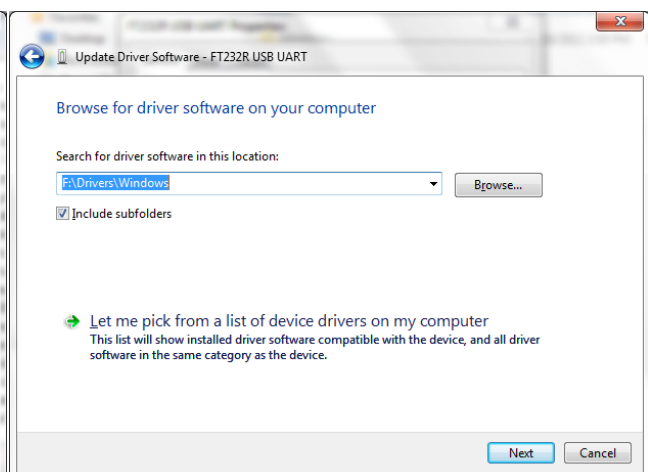 Update Driver Software - FT232R USB UART
Browse for driver software on your computer
Search for driver software in this location:
F:\Drivers\Windows
Browse...
Include subfolders
Let me pick from a list of device drivers on my computer
This list will show installed driver software compatible with the device, and all driver
software in the same category as the device.
Next
Cancel